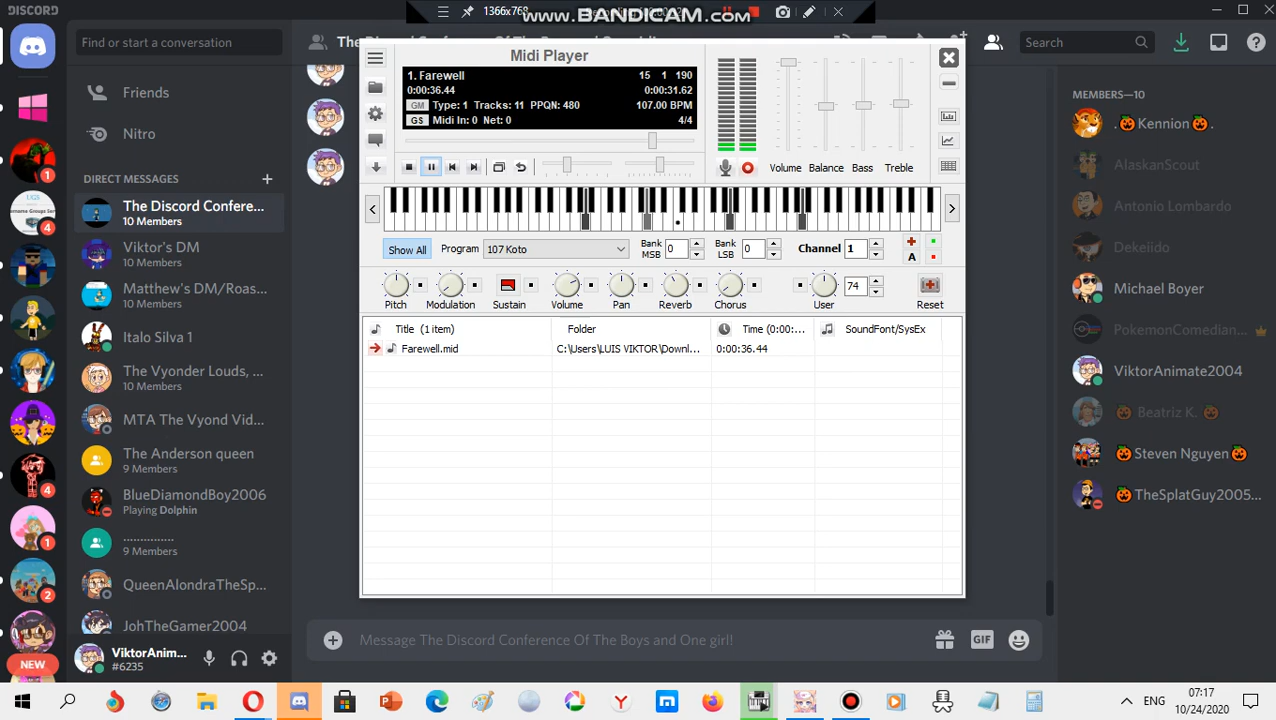 DISCORD
1366x768
www.BANDICAM.com
Find or start a conversation
Search
Friends
Nitro
DIRECT MESSAGES
The Discord Confere...
10 Members
Viktor's DM
10 Members
Matthew's DM/Roas...
10 Members
Italo Silva 1
The Vyonder Louds, ...
10 Members
MTA The Vyond Vid...
The Anderson queen
9 Members
BlueDiamondBoy2006
Playing Dolphin
...............
9 Members
QueenAlondraTheSp...
JohTheGamer2004
ViktorAnim...
#6235
1
4
4
1
2
NEW
Midi Player
1. Farewell 15 1 190
0:00:36.44 0:00:31.62
GM Type: 1 Tracks: 11 PPQN: 480 107.00 BPM
GS Midi In: 0 Net: 0 4/4
Volume Balance Bass Treble
Show All Program 107 Koto Bank MSB 0 Bank LSB 0 Channel 1
A
74
Pitch Modulation Sustain Volume Pan Reverb Chorus User Reset
Title (1 item) Folder Time (0:00:... SoundFont/SysEx
Farewell.mid C:\Users\LUIS VIKTOR\Downl... 0:00:36.44
Message The Discord Conference Of The Boys and One girl!
GIF
MEMBERS—10
. 🎃 Kennion 🎃 .
AlaskanScout
Antonio Lombardo
Dekeiido
Michael Boyer
PokemonComedian...
ViktorAnimate2004
🎃 Beatriz K. 🎃
🎃 Steven Nguyen 🎃
🎃 TheSplatGuy2005...
ENG
07:17
10/24/2020